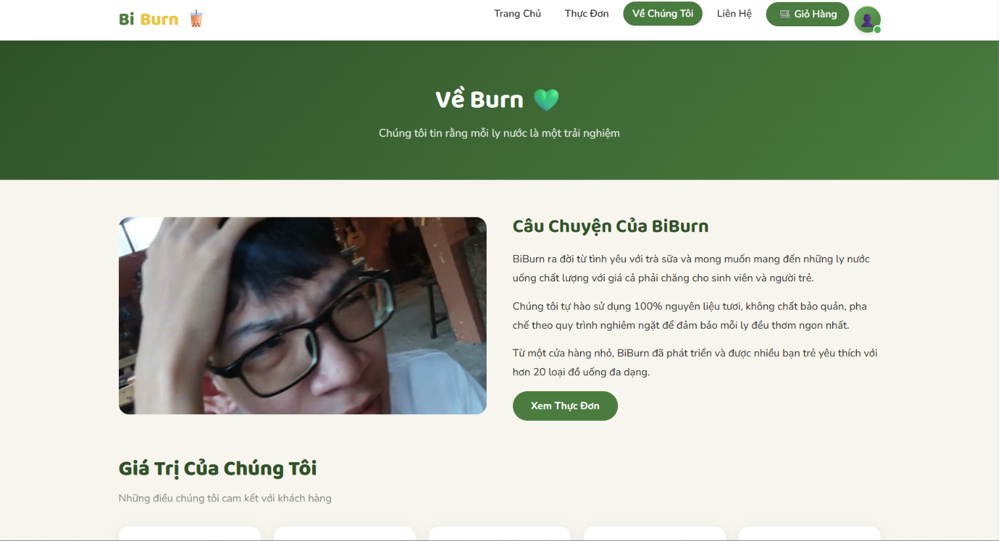 Bi Burn
Trang Chủ
Thực Đơn
Về Chúng Tôi
Liên Hệ
Giỏ Hàng
Về Burn
Chúng tôi tin rằng mỗi ly nước là một trải nghiệm
Câu Chuyện Của BiBurn
BiBurn ra đời từ tình yêu với trà sữa và mong muốn mang đến những ly nước
uống chất lượng với giá cả phải chăng cho sinh viên và người trẻ.
Chúng tôi tự hào sử dụng 100% nguyên liệu tươi, không chất bảo quản, pha
chế theo quy trình nghiêm ngặt để đảm bảo mỗi ly đều thơm ngon nhất.
Từ một cửa hàng nhỏ, BiBurn đã phát triển và được nhiều bạn trẻ yêu thích với
hơn 20 loại đồ uống đa dạng.
Xem Thực Đơn
Giá Trị Của Chúng Tôi
Những điều chúng tôi cam kết với khách hàng